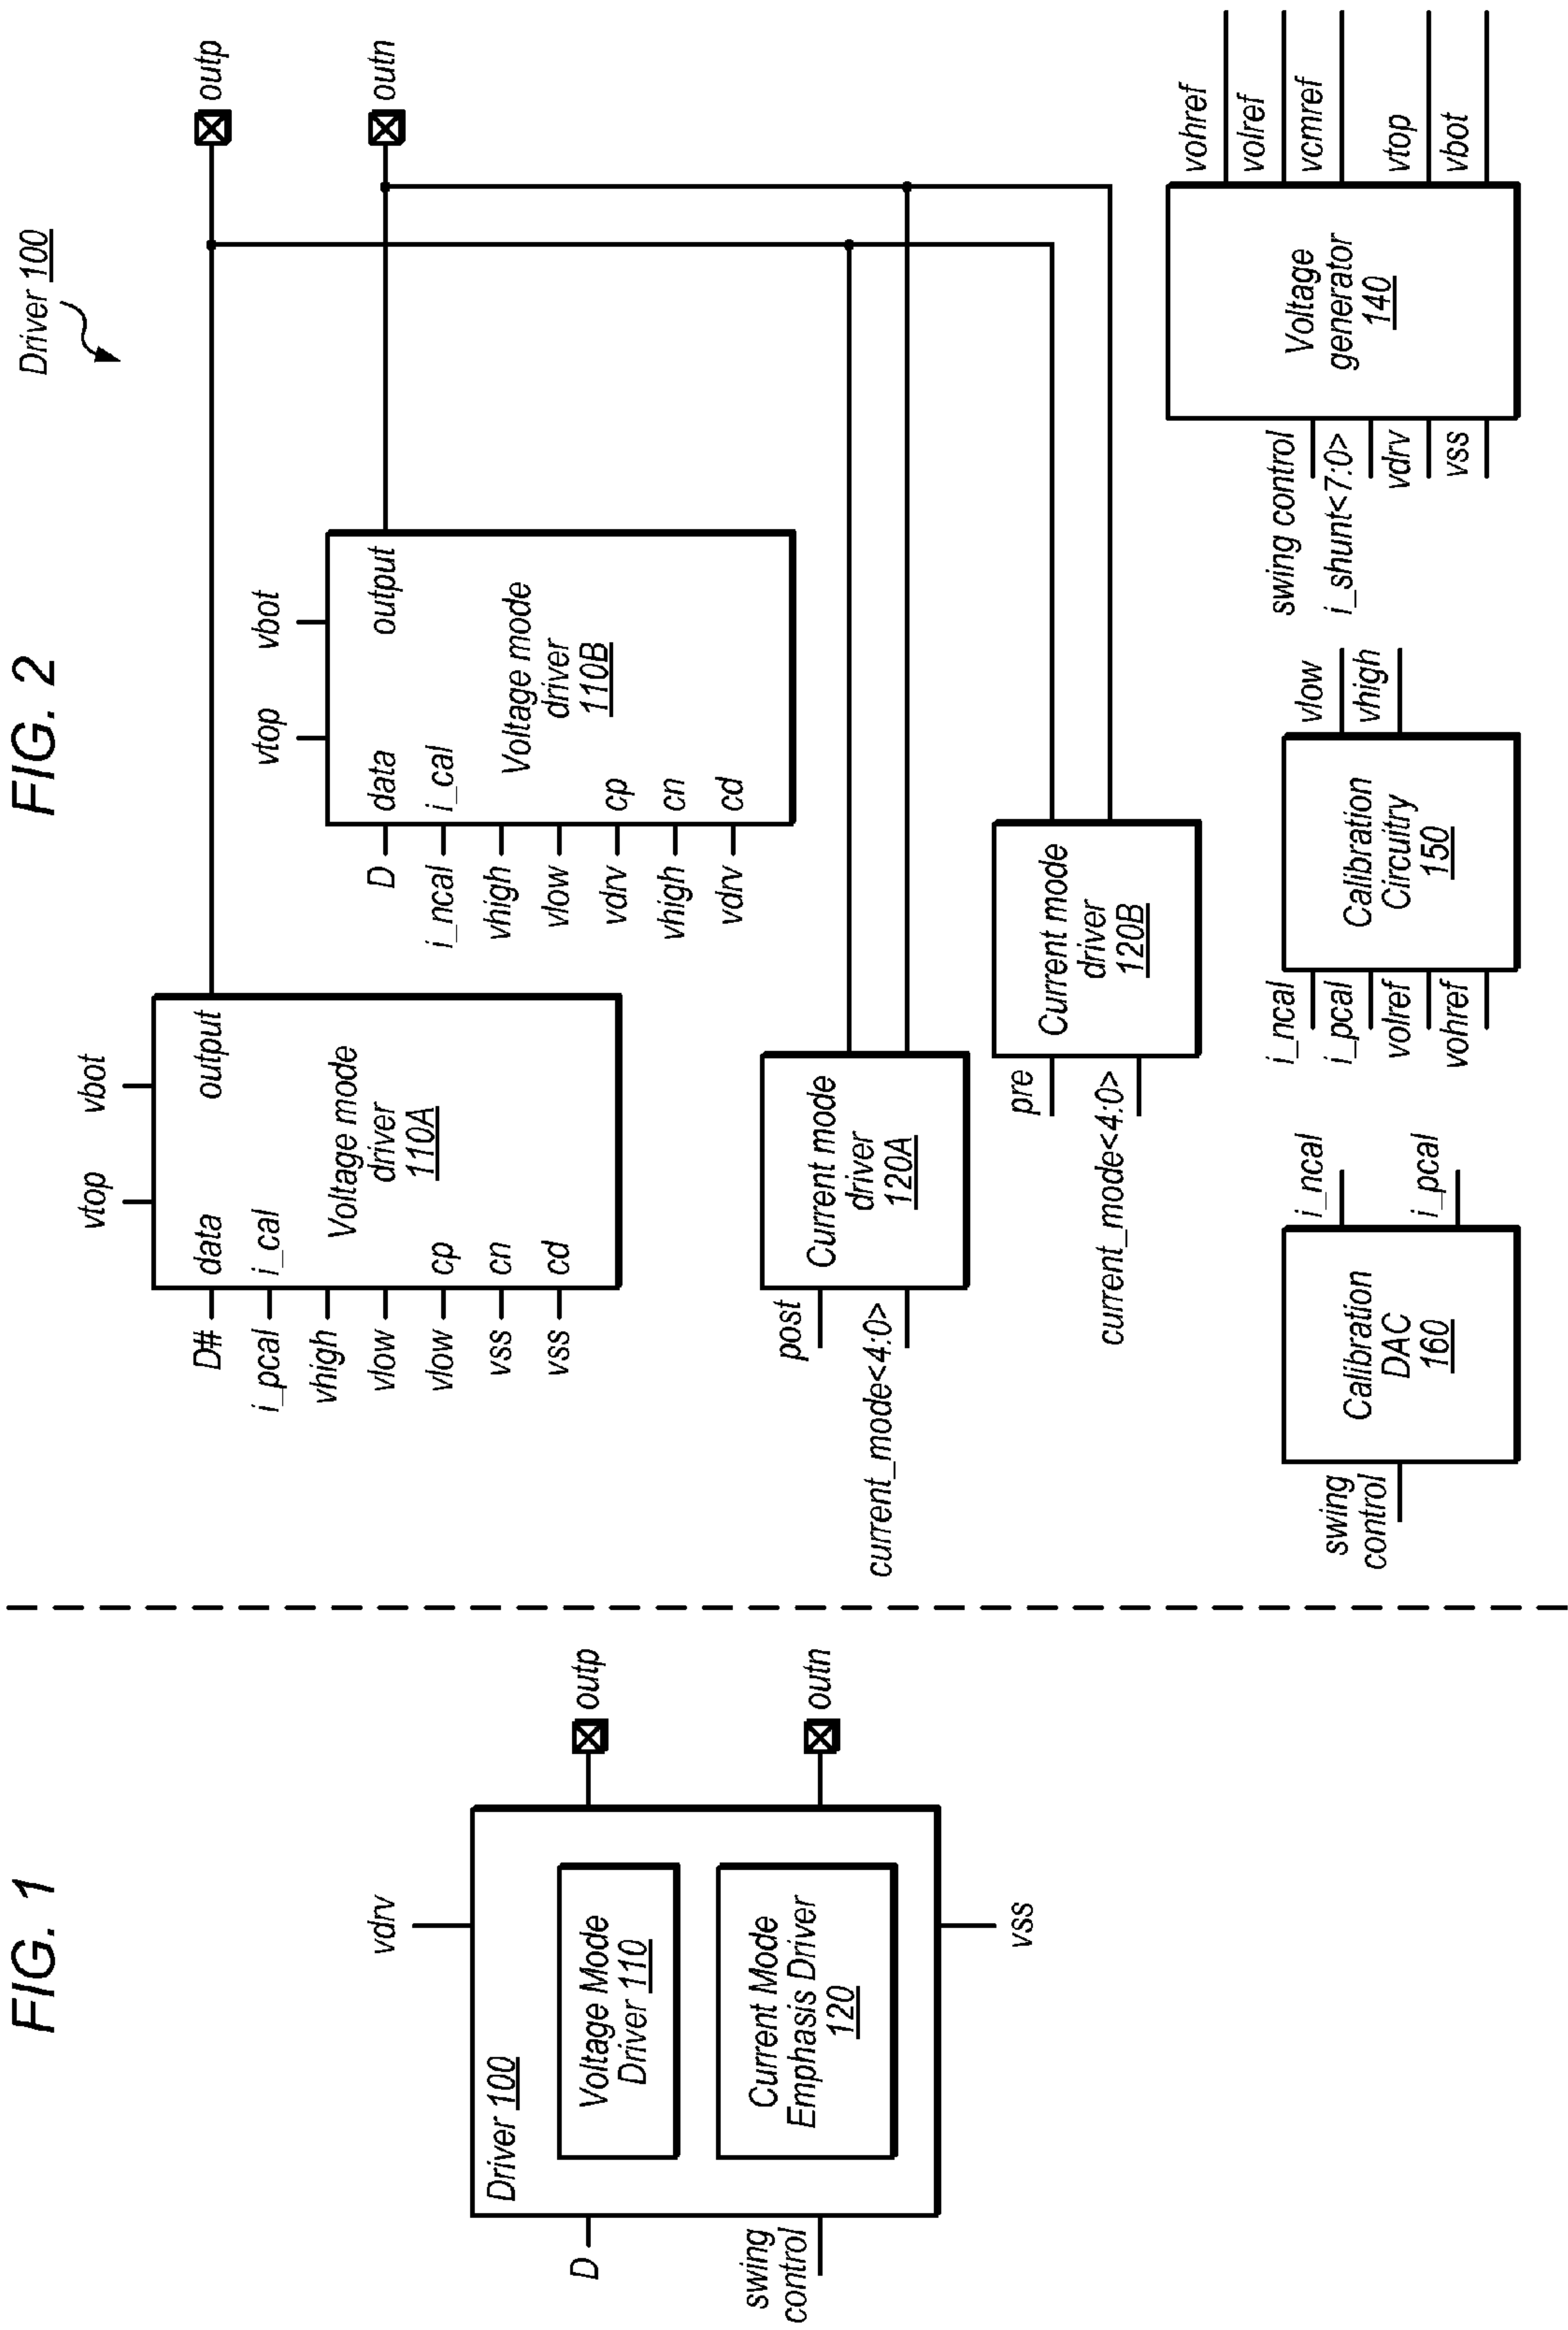 FIG. 1
vdrv
Driver 100
D
Voltage Mode
Driver 110
outp
swing
control
Current Mode
Emphasis Driver
120
outn
vss
FIG. 2
Driver 100
vtop
vbot
D#
data
output
outp
i_pcal
i_cal
vhigh
Voltage mode
driver
110A
vlow
vlow
cp
vss
cn
vss
cd
vtop
vbot
D
data
output
outn
i_ncal
i_cal
vhigh
Voltage mode
driver
110B
vlow
vdrv
cp
vhigh
cn
vdrv
cd
post
Current mode
driver
120A
current_mode<4:0>
pre
Current mode
driver
120B
current_mode<4:0>
swing
control
Calibration
DAC
160
i_ncal
i_pcal
i_ncal
i_pcal
volref
vohref
Calibration
Circuitry
150
vlow
vhigh
swing control
i_shunt<7:0>
vdrv
vss
Voltage
generator
140
vohref
volref
vcmref
vtop
vbot